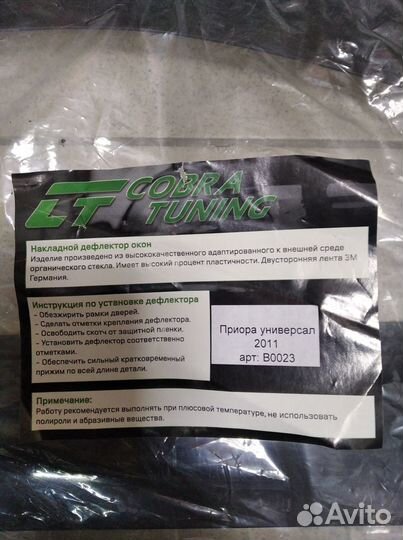 CT COBRA
TUNING
Накладной дефлектор окон
Изделие произведено из высококачественного адаптированного к внешней среде
органического стекла. Имеет высокий процент пластичности. Двусторонняя лента 3М
Германия.
Инструкция по установке дефлектора
- Обезжирить рамки дверей.
- Сделать отметки крепления дефлектора.
- Освободить скотч от защитной пленки.
- Установить дефлектор соответственно
отметкам.
- Обеспечить сильный кратковременный
прижим по всей длине детали.
Приора универсал
2011
арт: B0023
Примечание:
Работу рекомендуется выполнять при плюсовой температуре, не использовать
полироли и абразивные вещества.
Avito